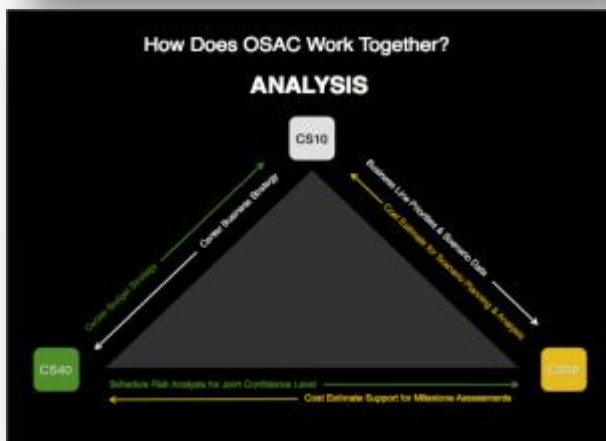 How Does OSAC Work Together?
ANALYSIS
CS10
Center Budget Strategy
Center Business Strategy
Business Line Priorities & Scenario Data
Cost Estimate for Scenario Planning & Analysis
CS40
Schedule Risk Analysis for Joint Confidence Level
Cost Estimate Support for Milestone Assessments